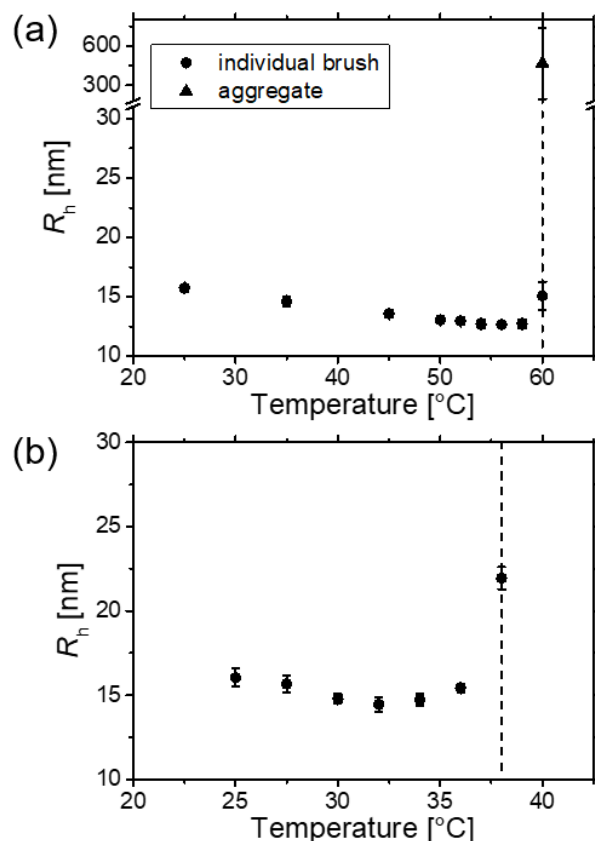 (a)
600
300
individual brush
aggregate
30
25
20
15
10
R_h [nm]
20 30 40 50 60
Temperature [°C]
(b)
30
25
20
15
10
R_h [nm]
20 25 30 35 40
Temperature [°C]